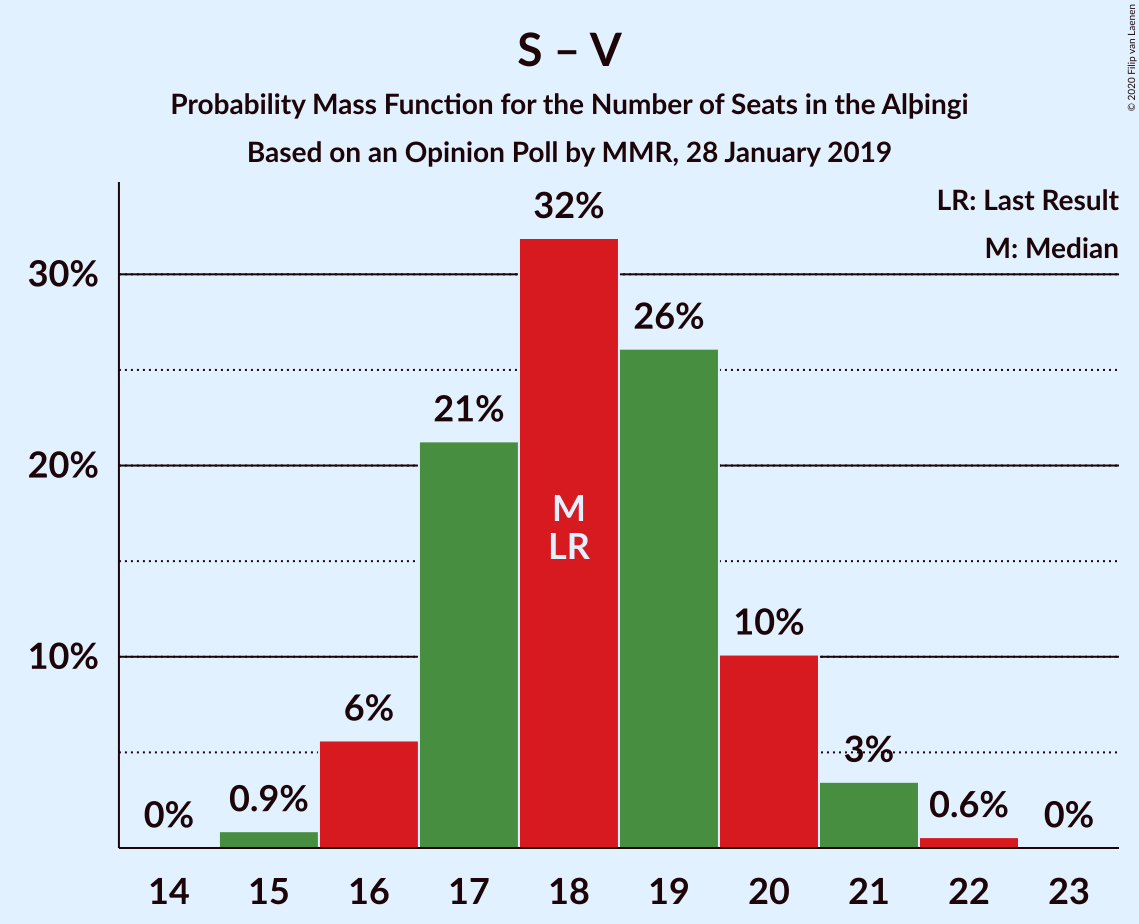 S – V
Probability Mass Function for the Number of Seats in the Alþingi
Based on an Opinion Poll by MMR, 28 January 2019
© 2020 Filip van Laenen
LR: Last Result
M: Median
30%
20%
10%
0%
0.9%
6%
21%
32%
26%
10%
3%
0.6%
0%
M
LR
14 15 16 17 18 19 20 21 22 23